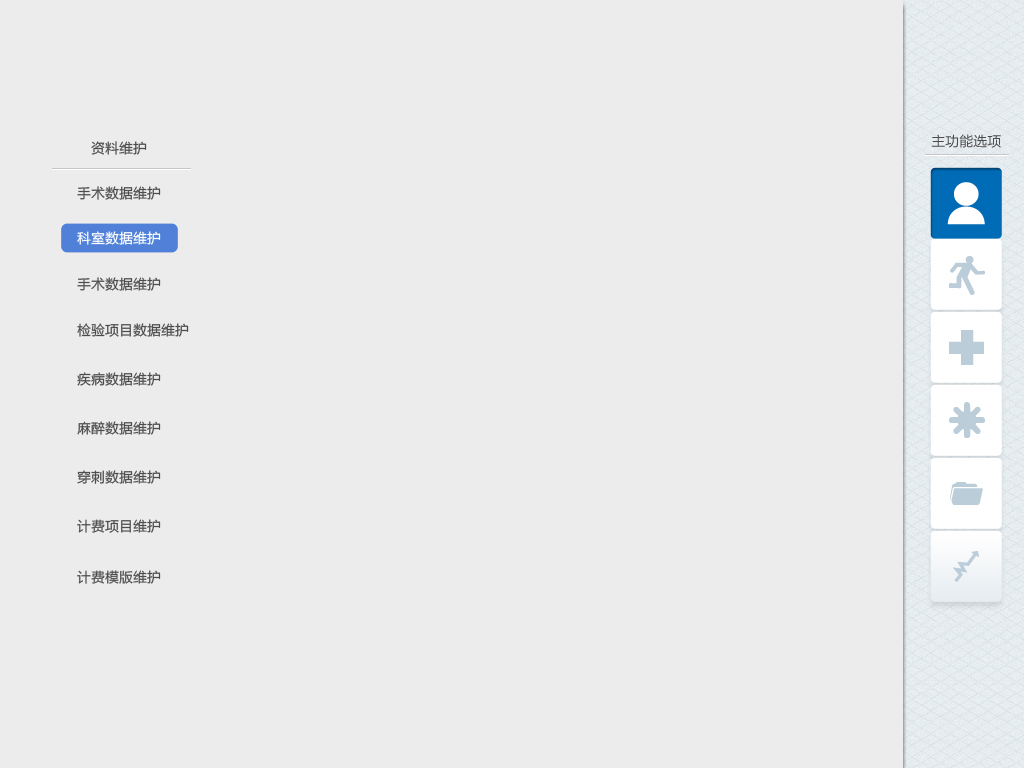 资料维护
手术数据维护
科室数据维护
手术数据维护
检验项目数据维护
疾病数据维护
麻醉数据维护
穿刺数据维护
计费项目维护
计费模版维护
主功能选项